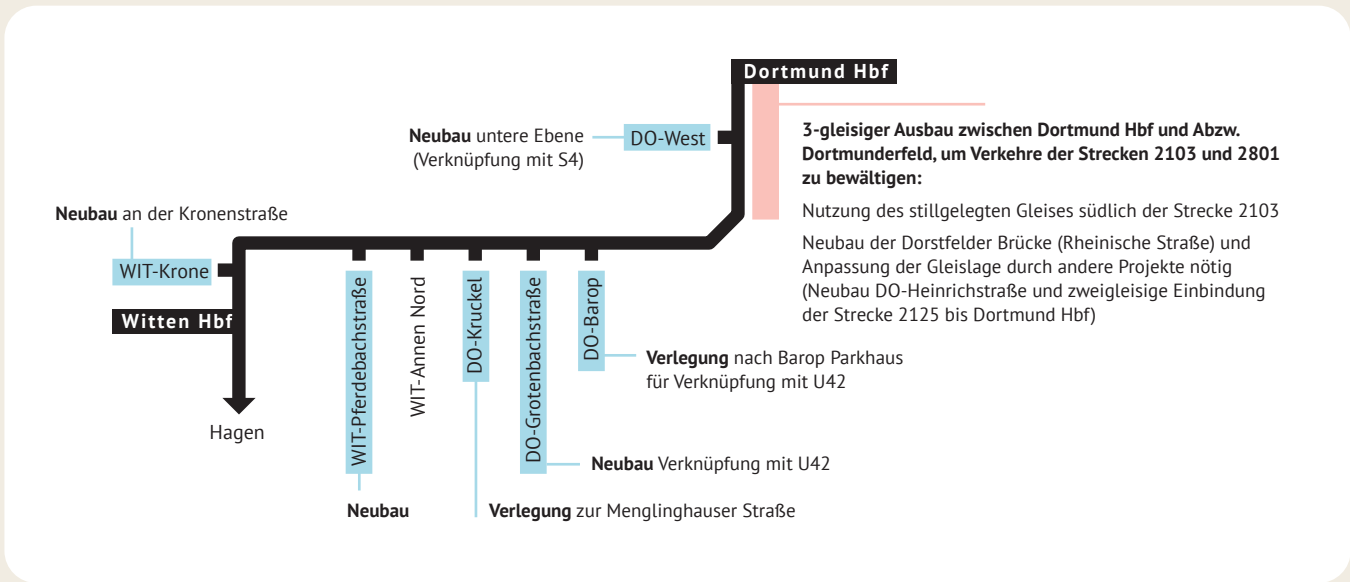 Dortmund Hbf
Neubau untere Ebene
(Verknüpfung mit S4)
DO-West
3-gleisiger Ausbau zwischen Dortmund Hbf und Abzw.
Dortmunderfeld, um Verkehre der Strecken 2103 und 2801
zu bewältigen:
Nutzung des stillgelegten Gleises südlich der Strecke 2103
Neubau der Dorstfelder Brücke (Rheinische Straße) und
Anpassung der Gleislage durch andere Projekte nötig
(Neubau DO-Heinrichstraße und zweigleisige Einbindung
der Strecke 2125 bis Dortmund Hbf)
Neubau an der Kronenstraße
WIT-Krone
Witten Hbf
Hagen
WIT-Pferdebachstraße
WIT-Annen Nord
DO-Kruckel
DO-Grotenbachstraße
DO-Barop
Verlegung nach Barop Parkhaus
für Verknüpfung mit U42
Neubau Verknüpfung mit U42
Neubau
Verlegung zur Menglinghauser Straße